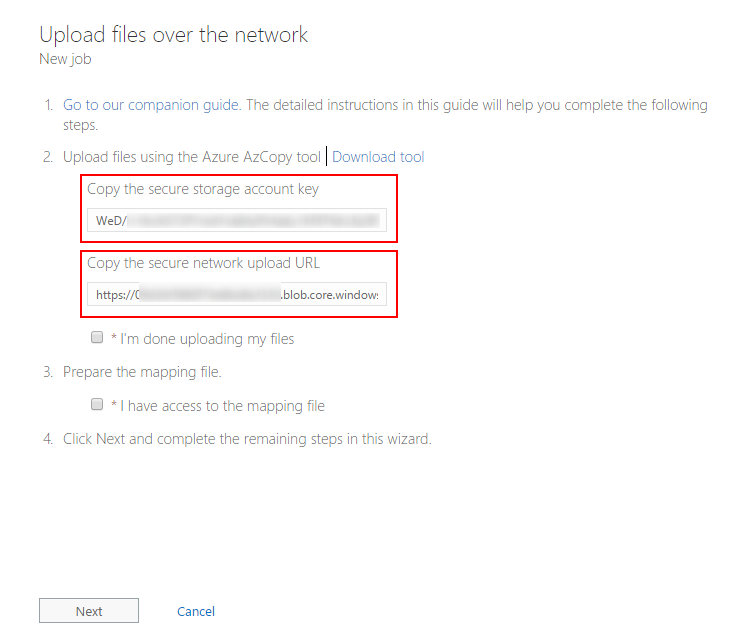 Upload files over the network
New job
1. Go to our companion guide. The detailed instructions in this guide will help you complete the following
steps.
2. Upload files using the Azure AzCopy tool | Download tool
Copy the secure storage account key
WeD/
Copy the secure network upload URL
https://0 .blob.core.windows
* I'm done uploading my files
3. Prepare the mapping file.
* I have access to the mapping file
4. Click Next and complete the remaining steps in this wizard.
Next Cancel